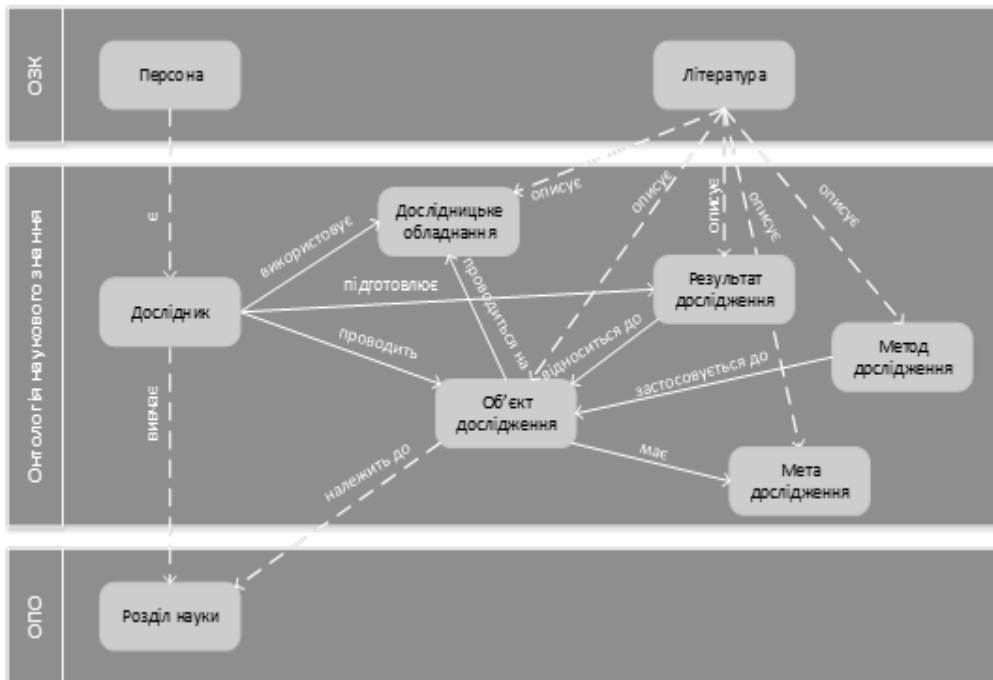 ОЗК
Персона
Література
Онтологія наукового знання
є
використовує
Дослідницьке
обладнання
описує
описує
описує
описує
описує
Дослідник
підготовлює
проводиться на
Результат
дослідження
проводить
відноситься до
Метод
дослідження
застосовується до
Об’єкт
дослідження
вивчає
належить до
має
Мета
дослідження
ОПО
Розділ науки